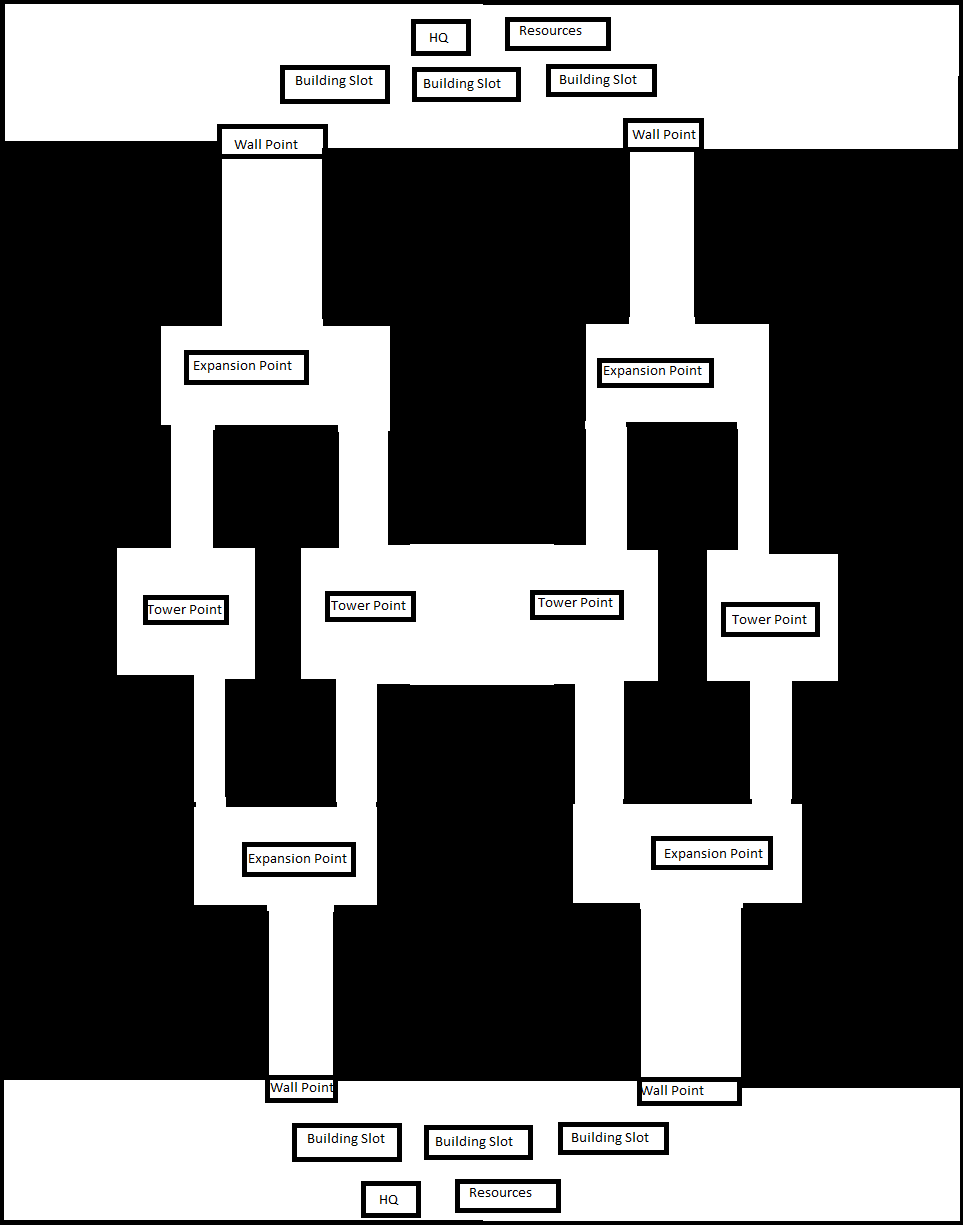 HQ
Resources
Building Slot
Building Slot
Building Slot
Wall Point
Wall Point
Expansion Point
Expansion Point
Tower Point
Tower Point
Tower Point
Tower Point
Expansion Point
Expansion Point
Wall Point
Wall Point
Building Slot
Building Slot
Building Slot
HQ
Resources